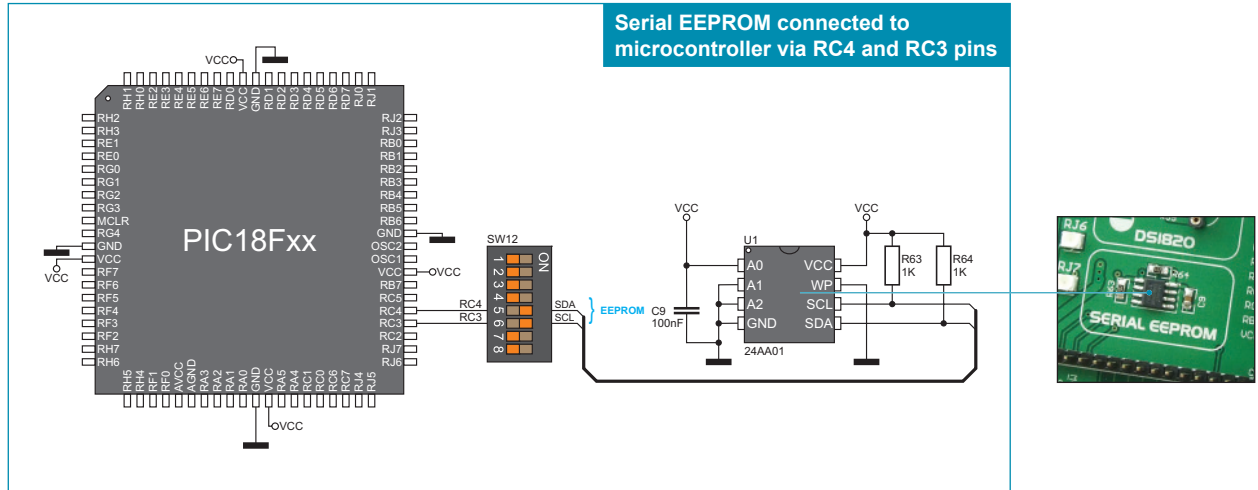 Serial EEPROM connected to
microcontroller via RC4 and RC3 pins
VCC
RH1
RH0
RE2
RE3
RE4
RE5
RE6
RE7
RD0
VCC
GND
RD1
RD2
RD3
RD4
RD5
RD6
RD7
RJ0
RJ1
RH2
RH3
RE1
RE0
RG0
RG1
RG2
RG3
MCLR
RG4
GND
VCC
RF7
RF6
RF5
RF4
RF3
RF2
RH7
RH6
VCC
PIC18Fxx
RJ2
RJ3
RB0
RB1
RB2
RB3
RB4
RB5
RB6
GND
OSC2
OSC1
VCC
RB7
RC5
RC4
RC3
RC2
RJ7
RJ6
VCC
RH5
RH4
RF1
RF0
AVCC
AGND
RA3
RA2
RA1
RA0
GND
VCC
RA5
RA4
RC1
RC0
RC6
RC7
RJ4
RJ5
VCC
RC4
RC3
SW12
ON
1
2
3
4
5
6
7
8
SDA
SCL
EEPROM
VCC
C9
100nF
U1
A0
A1
A2
GND
VCC
WP
SCL
SDA
24AA01
VCC
R63
1K
R64
1K
RJ6
RJ7
DS1820
R64
R63
C9
SERIAL EEPROM